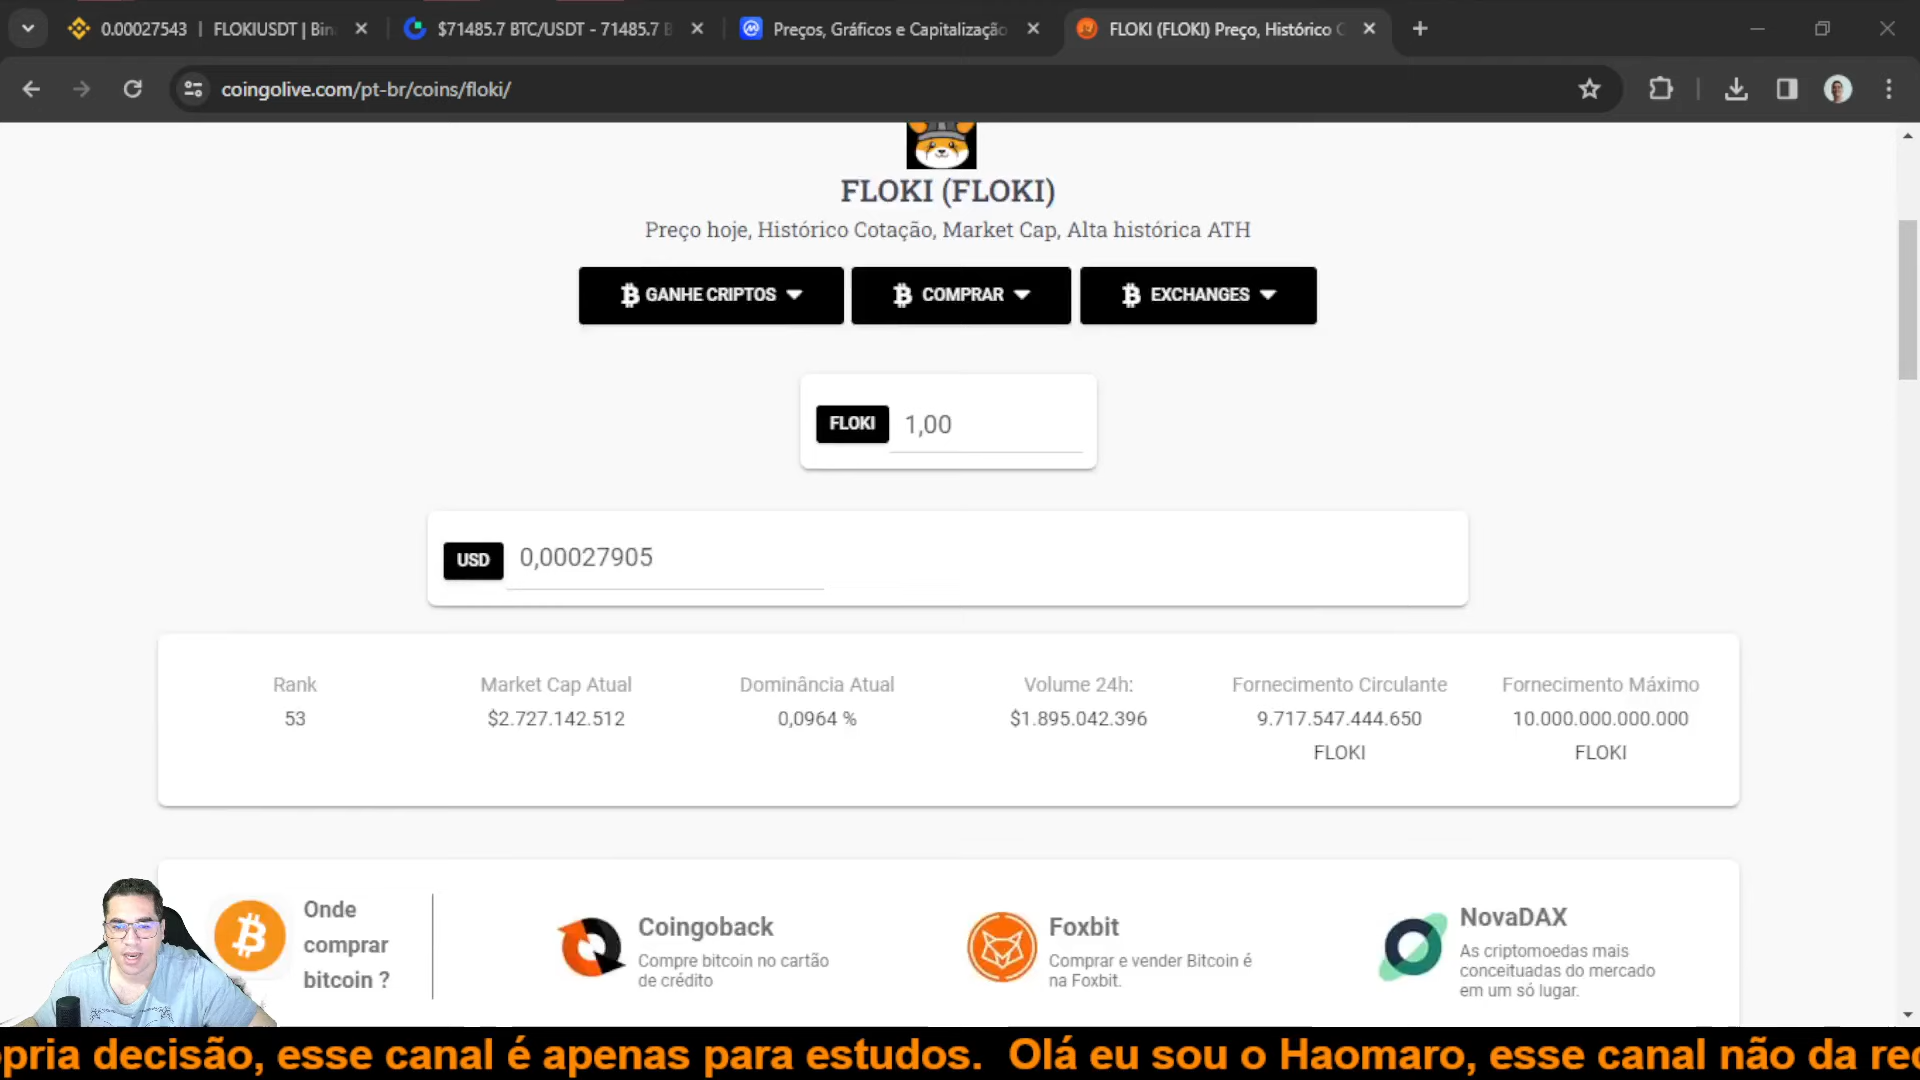 0.00027543 | FLOKIUSDT | Bin
$71485.7 BTC/USDT - 71485.7 B
Preços, Gráficos e Capitalização
FLOKI (FLOKI) Preço, Histórico C
coingolive.com/pt-br/coins/floki/
FLOKI (FLOKI)
Preço hoje, Histórico Cotação, Market Cap, Alta histórica ATH
GANHE CRIPTOS
COMPRAR
EXCHANGES
FLOKI 1,00
USD 0,00027905
Rank
53
Market Cap Atual
$2.727.142.512
Dominância Atual
0,0964 %
Volume 24h:
$1.895.042.396
Fornecimento Circulante
9.717.547.444.650
FLOKI
Fornecimento Máximo
10.000.000.000.000
FLOKI
Onde
comprar
bitcoin ?
Coingoback
Compre bitcoin no cartão
de crédito
Foxbit
Comprar e vender Bitcoin é
na Foxbit.
NovaDAX
As criptomoedas mais
conceituadas do mercado
em um só lugar.
opria decisão, esse canal é apenas para estudos. Olá eu sou o Haomaro, esse canal não da rec